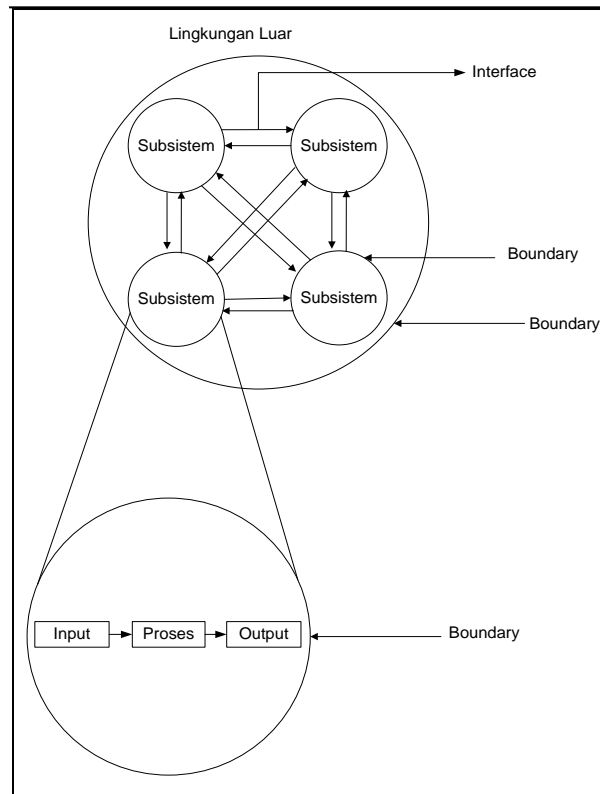 Lingkungan Luar
Interface
Subsistem
Subsistem
Boundary
Subsistem
Subsistem
Boundary
Input
Proses
Output
Boundary